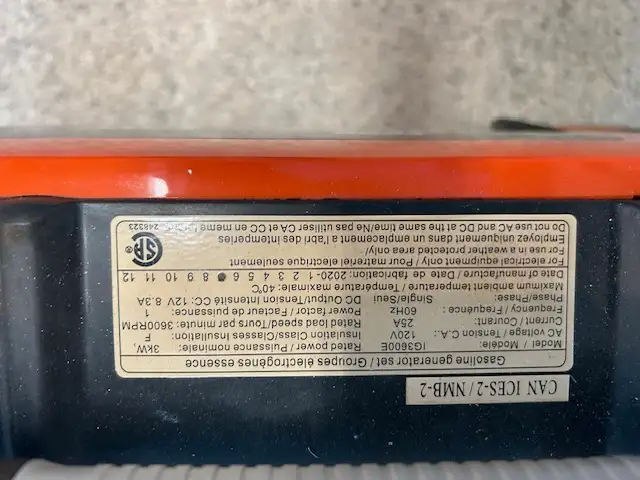 CAN ICES-2 / NMB-2
Gasoline generator set / Groupes électrogènes essence
Model / Modèle: IG3600E Rated power/Puissance nominale: 3kW,
AC voltage / Tension C.A.: 120V Insulation Class/Classes Insullation: F
Current / Courant: 25A Rated load speed/Tours par minute: 3600RPM
Frequency / Fréquency : 60Hz Power factor / Facteur de puissance: 1
Phase/Phase: Single/Seul DC Output/Tension Intensité CC: 12V 8.3A
Maximum ambient temperature / Température maximale: 40℃
Date of manufacture / Date de fabrication: 2020-1 2 3 4 5 6 8 9 10 11 12
For electrical equipment only / Pour materiel electrique seulement
For use in a weather protected area only/
Employez uniquement dans un emplacement a l'abri des intemperies
Do not use AC and DC at the same time/Ne pas utiliser CA et CC en meme
SA
®
248323